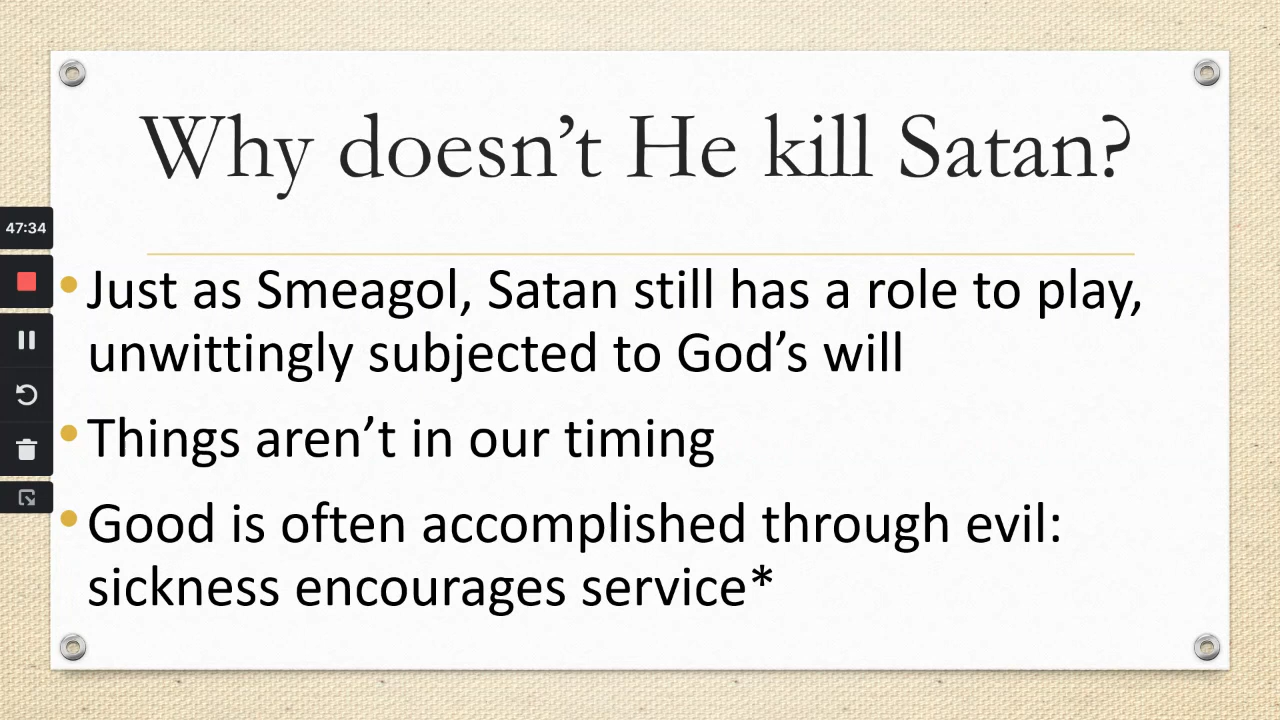 Why doesn’t He kill Satan?
47:34
Just as Smeagol, Satan still has a role to play,
unwittingly subjected to God’s will
Things aren’t in our timing
Good is often accomplished through evil:
sickness encourages service*